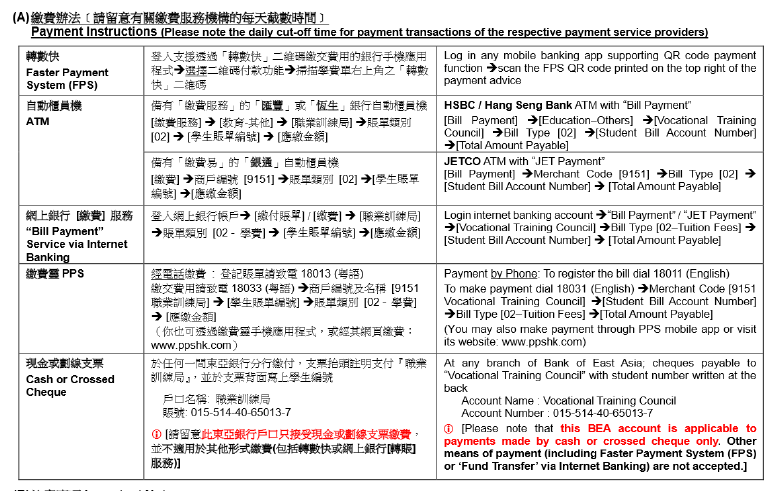 (A)繳費辦法﹝請留意有關繳費服務機構的每天截數時間﹞
Payment Instructions (Please note the daily cut-off time for payment transactions of the respective payment service providers)
轉數快
Faster Payment
System (FPS)
登入支援透過「轉數快」二維碼繳交費用的銀行手機應用
程式➔選擇二維碼付款功能➔掃描學費單右上角之「轉數
快」二維碼
Log in any mobile banking app supporting QR code payment
function ➔scan the FPS QR code printed on the top right of the
payment advice
自動櫃員機
ATM
備有「繳費服務」的「匯豐」或「恆生」銀行自動櫃員機
[繳費服務] ➔ [教育-其他] ➔ [職業訓練局] ➔賬單類別
[02] ➔ [學生賬單編號] ➔ [應繳金額]
HSBC / Hang Seng Bank ATM with “Bill Payment”
[Bill Payment] ➔[Education–Others] ➔[Vocational Training
Council] ➔Bill Type [02] ➔[Student Bill Account Number]
➔[Total Amount Payable]
備有「繳費易」的「銀通」自動櫃員機
[繳費] ➔商戶編號 [9151] ➔賬單類別 [02] ➔[學生賬單
編號] ➔[應繳金額]
JETCO ATM with “JET Payment”
[Bill Payment] ➔Merchant Code [9151] ➔Bill Type [02] ➔
[Student Bill Account Number] ➔ [Total Amount Payable]
網上銀行 [繳費] 服務
“Bill Payment”
Service via Internet
Banking
登入網上銀行帳戶➔ [繳付賬單] / [繳費] ➔ [職業訓練局]
➔賬單類別 [02 - 學費] ➔ [學生賬單編號] ➔[應繳金額]
Login internet banking account ➔“Bill Payment” / “JET Payment”
➔[Vocational Training Council] ➔Bill Type [02–Tuition Fees] ➔
[Student Bill Account Number] ➔ [Total Amount Payable]
繳費靈 PPS
經電話繳費 : 登記賬單請致電 18013 (粵語)
繳交費用請致電 18033 (粵語) ➔商戶編號及名稱 [9151
職業訓練局] ➔ [學生賬單編號] ➔賬單類別 [02 - 學費]
➔ [應繳金額]
（你也可透過繳費靈手機應用程式，或經其網頁繳費：
www.ppshk.com）
Payment by Phone: To register the bill dial 18011 (English)
To make payment dial 18031 (English) ➔Merchant Code [9151
Vocational Training Council] ➔[Student Bill Account Number]
➔Bill Type [02–Tuition Fees] ➔[Total Amount Payable]
(You may also make payment through PPS mobile app or visit
its website: www.ppshk.com)
現金或劃線支票
Cash or Crossed
Cheque
於任何一間東亞銀行分行繳付，支票抬頭註明支付『職業
訓練局』，並於支票背面寫上學生編號
戶口名稱: 職業訓練局
賬號: 015-514-40-65013-7
[請留意此東亞銀行戶口只接受現金或劃線支票繳費，
並不適用於其他形式繳費(包括轉數快或網上銀行[轉賬]
服務)]
At any branch of Bank of East Asia; cheques payable to
“Vocational Training Council” with student number written at the
back
Account Name : Vocational Training Council
Account Number : 015-514-40-65013-7
[Please note that this BEA account is applicable to
payments made by cash or crossed cheque only. Other
means of payment (including Faster Payment System (FPS)
or ‘Fund Transfer’ via Internet Banking) are not accepted.]